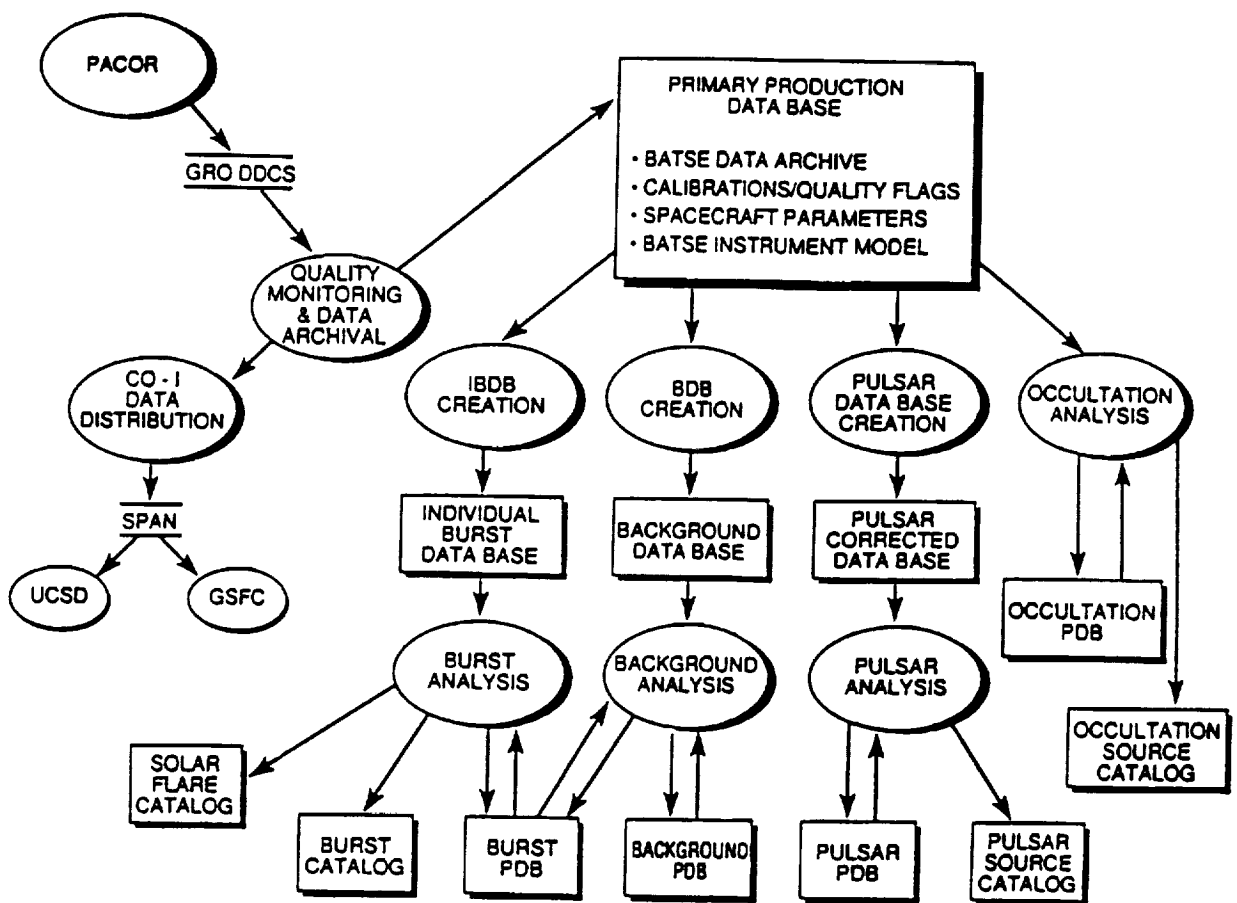 PACOR
GRO DDCS
QUALITY
MONITORING
& DATA
ARCHIVAL
CO - I
DATA
DISTRIBUTION
SPAN
UCSD
GSFC
PRIMARY PRODUCTION
DATA BASE
• BATSE DATA ARCHIVE
• CALIBRATIONS/QUALITY FLAGS
• SPACECRAFT PARAMETERS
• BATSE INSTRUMENT MODEL
IBDB
CREATION
BDB
CREATION
PULSAR
DATA BASE
CREATION
OCCULTATION
ANALYSIS
INDIVIDUAL
BURST
DATA BASE
BACKGROUND
DATA BASE
PULSAR
CORRECTED
DATA BASE
OCCULTATION
PDB
BURST
ANALYSIS
BACKGROUND
ANALYSIS
PULSAR
ANALYSIS
OCCULTATION
SOURCE
CATALOG
SOLAR
FLARE
CATALOG
BURST
CATALOG
BURST
PDB
BACKGROUND
PDB
PULSAR
PDB
PULSAR
SOURCE
CATALOG